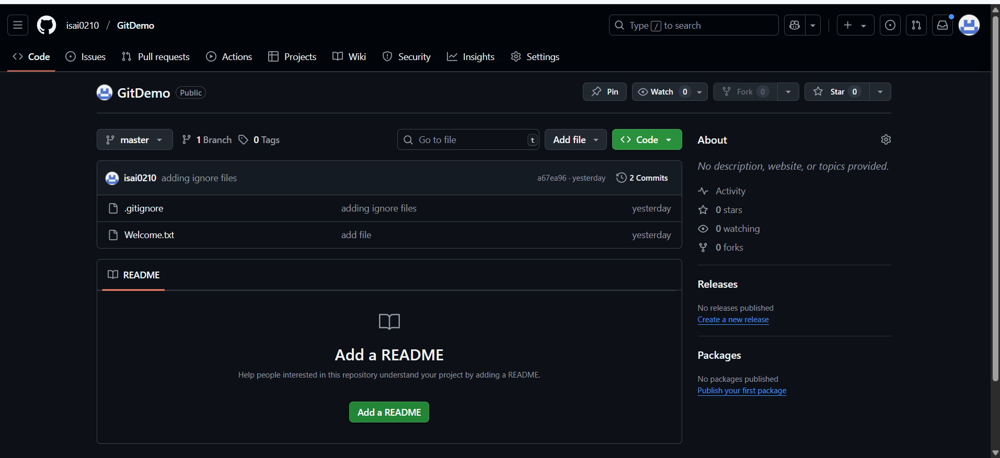 isai0210 / GitDemo
Type / to search
Code Issues Pull requests Actions Projects Wiki Security Insights Settings
GitDemo Public
Pin Watch 0 Fork 0 Star 0
master 1 Branch 0 Tags Go to file t Add file Code
isai0210 adding ignore files a67ea96 · yesterday 2 Commits
.gitignore adding ignore files yesterday
Welcome.txt add file yesterday
README
Add a README
Help people interested in this repository understand your project by adding a README.
Add a README
About
No description, website, or topics provided.
Activity
0 stars
0 watching
0 forks
Releases
No releases published
Create a new release
Packages
No packages published
Publish your first package